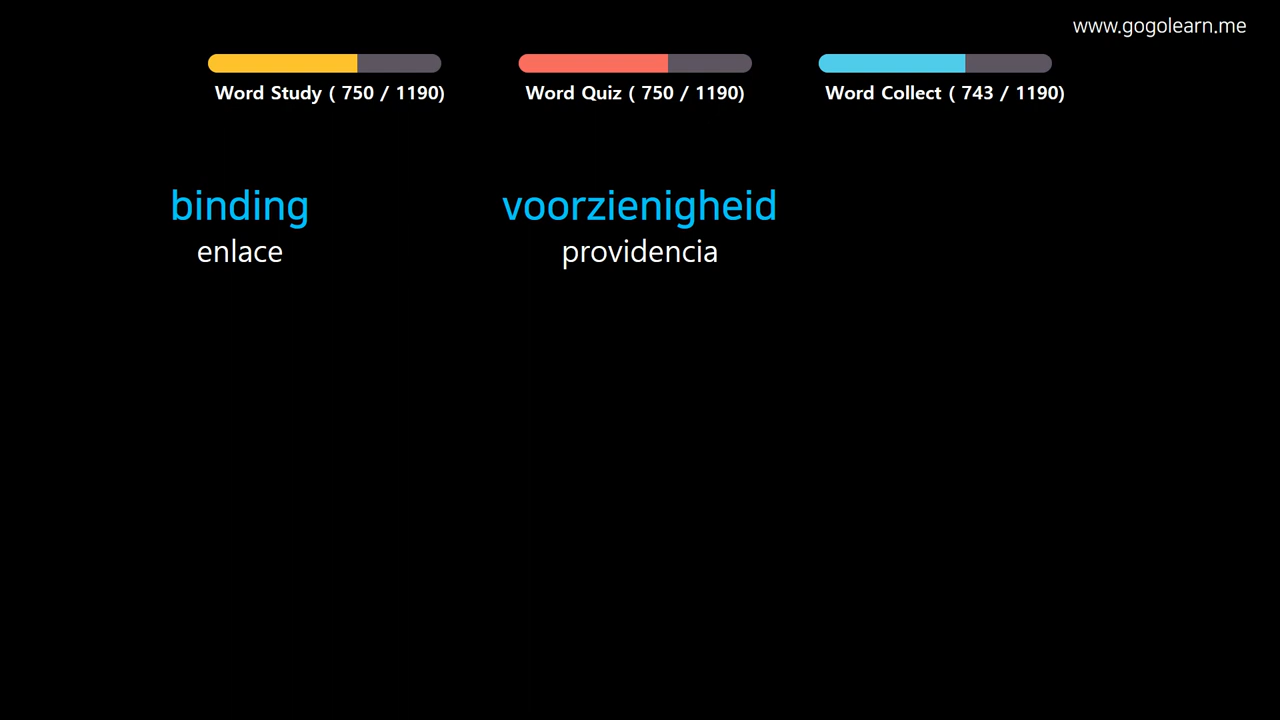 www.gogolearn.me
Word Study ( 750 / 1190)
Word Quiz ( 750 / 1190)
Word Collect ( 743 / 1190)
binding
enlace
voorzienigheid
providencia